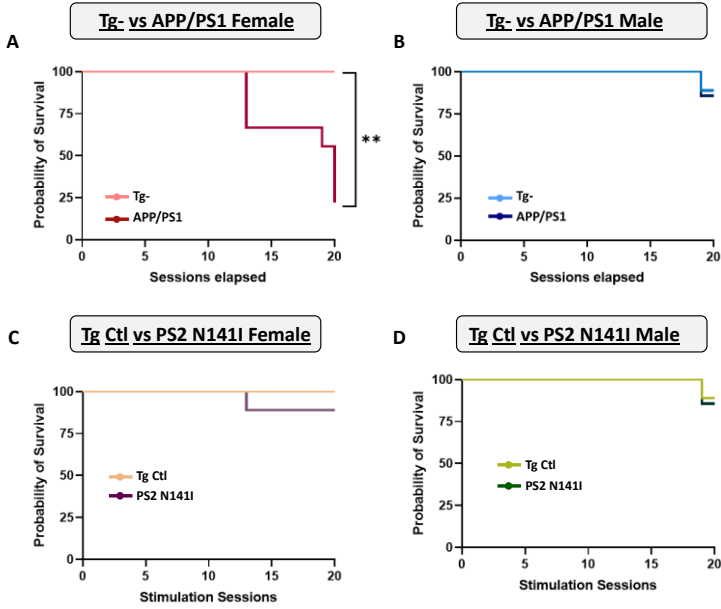 Tg- vs APP/PS1 Female
A
Probability of Survival
100
75
50
25
0
0
5
10
15
20
Sessions elapsed
Tg-
APP/PS1
**
Tg- vs APP/PS1 Male
B
Probability of Survival
100
75
50
25
0
0
5
10
15
20
Sessions elapsed
Tg-
APP/PS1
Tg Ctl vs PS2 N141I Female
C
Probability of Survival
100
75
50
25
0
0
5
10
15
20
Stimulation Sessions
Tg Ctl
PS2 N141I
Tg Ctl vs PS2 N141I Male
D
Probability of Survival
100
75
50
25
0
0
5
10
15
20
Stimulation Sessions
Tg Ctl
PS2 N141I